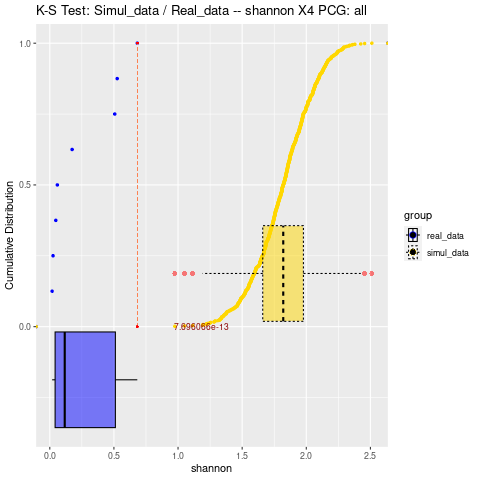 K-S Test: Simul_data / Real_data -- shannon X4 PCG: all
Cumulative Distribution
1.0
0.5
0.0
7.696066e-13
0.0 0.5 1.0 1.5 2.0 2.5
shannon
group
real_data
simul_data